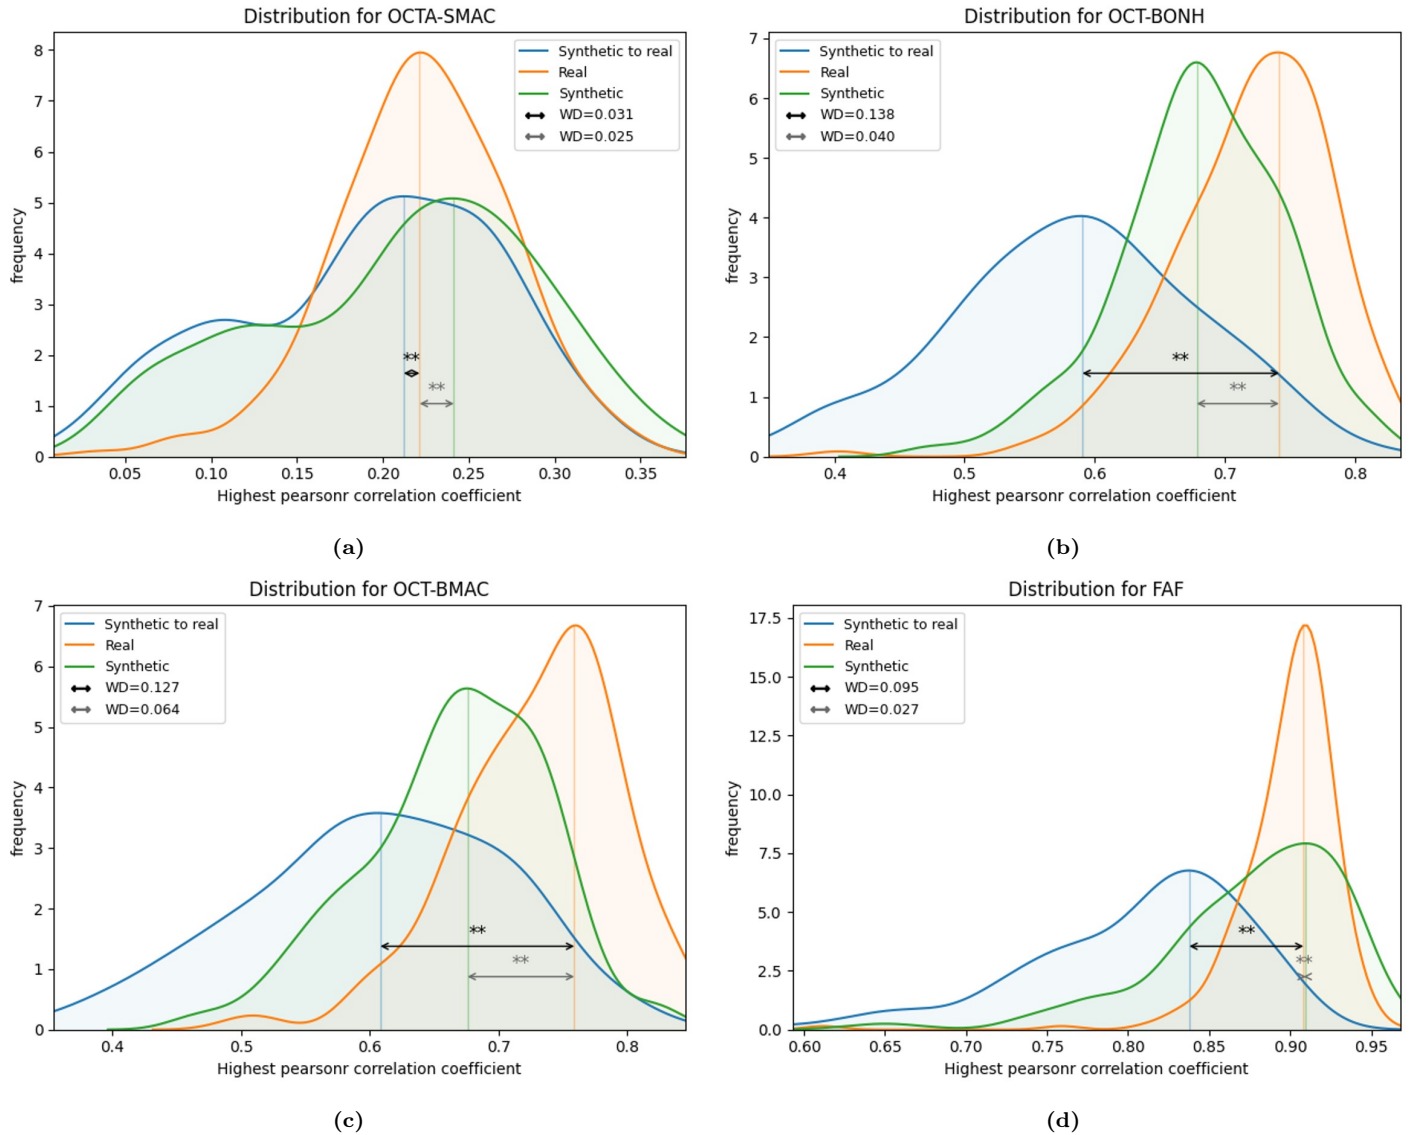 Distribution for OCTA-SMAC
8
7
6
5
4
3
2
1
0
frequency
Synthetic to real
Real
Synthetic
WD=0.031
WD=0.025
**
**
0.05 0.10 0.15 0.20 0.25 0.30 0.35
Highest pearsonr correlation coefficient
(a)
Distribution for OCT-BONH
7
6
5
4
3
2
1
0
frequency
Synthetic to real
Real
Synthetic
WD=0.138
WD=0.040
**
**
0.4 0.5 0.6 0.7 0.8
Highest pearsonr correlation coefficient
(b)
Distribution for OCT-BMAC
7
6
5
4
3
2
1
0
frequency
Synthetic to real
Real
Synthetic
WD=0.127
WD=0.064
**
**
0.4 0.5 0.6 0.7 0.8
Highest pearsonr correlation coefficient
(c)
Distribution for FAF
17.5
15.0
12.5
10.0
7.5
5.0
2.5
0.0
frequency
Synthetic to real
Real
Synthetic
WD=0.095
WD=0.027
**
**
0.60 0.65 0.70 0.75 0.80 0.85 0.90 0.95
Highest pearsonr correlation coefficient
(d)